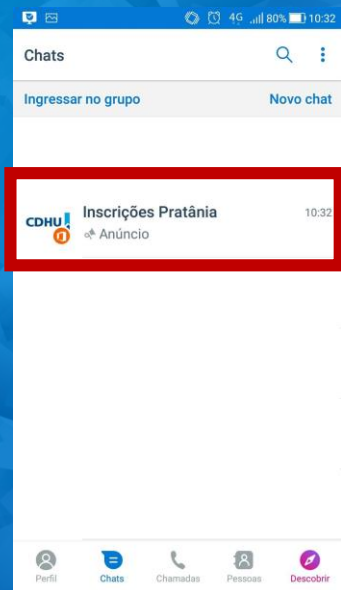 4G 80% 10:32
Chats
Ingressar no grupo Novo chat
CDHU Inscrições Pratânia 10:32
Anúncio
Perfil Chats Chamadas Pessoas Descobrir